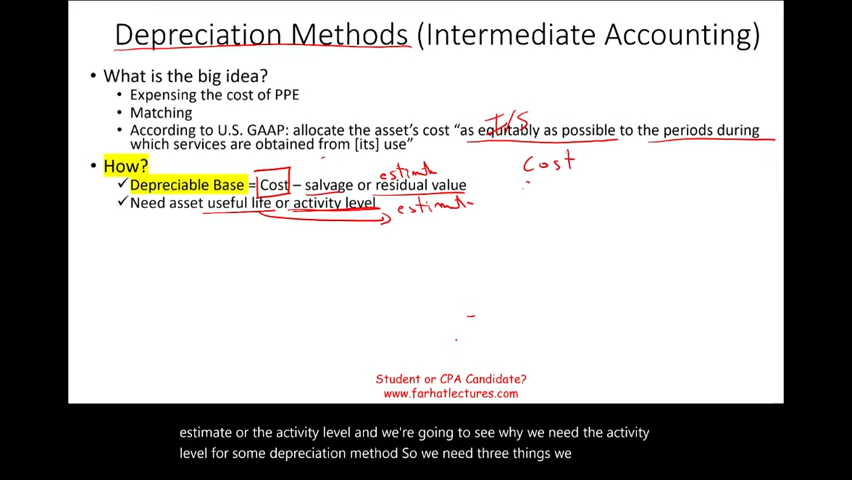 Depreciation Methods (Intermediate Accounting)
• What is the big idea?
• Expensing the cost of PPE
• Matching
I/S
• According to U.S. GAAP: allocate the asset's cost "as equitably as possible to the periods during
which services are obtained from [its] use"
cost
• How?
estimate
✓Depreciable Base = Cost – salvage or residual value
✓Need asset useful life or activity level estimate
Student or CPA Candidate?
www.farhatlectures.com
estimate or the activity level and we're going to see why we need the activity
level for some depreciation method So we need three things we